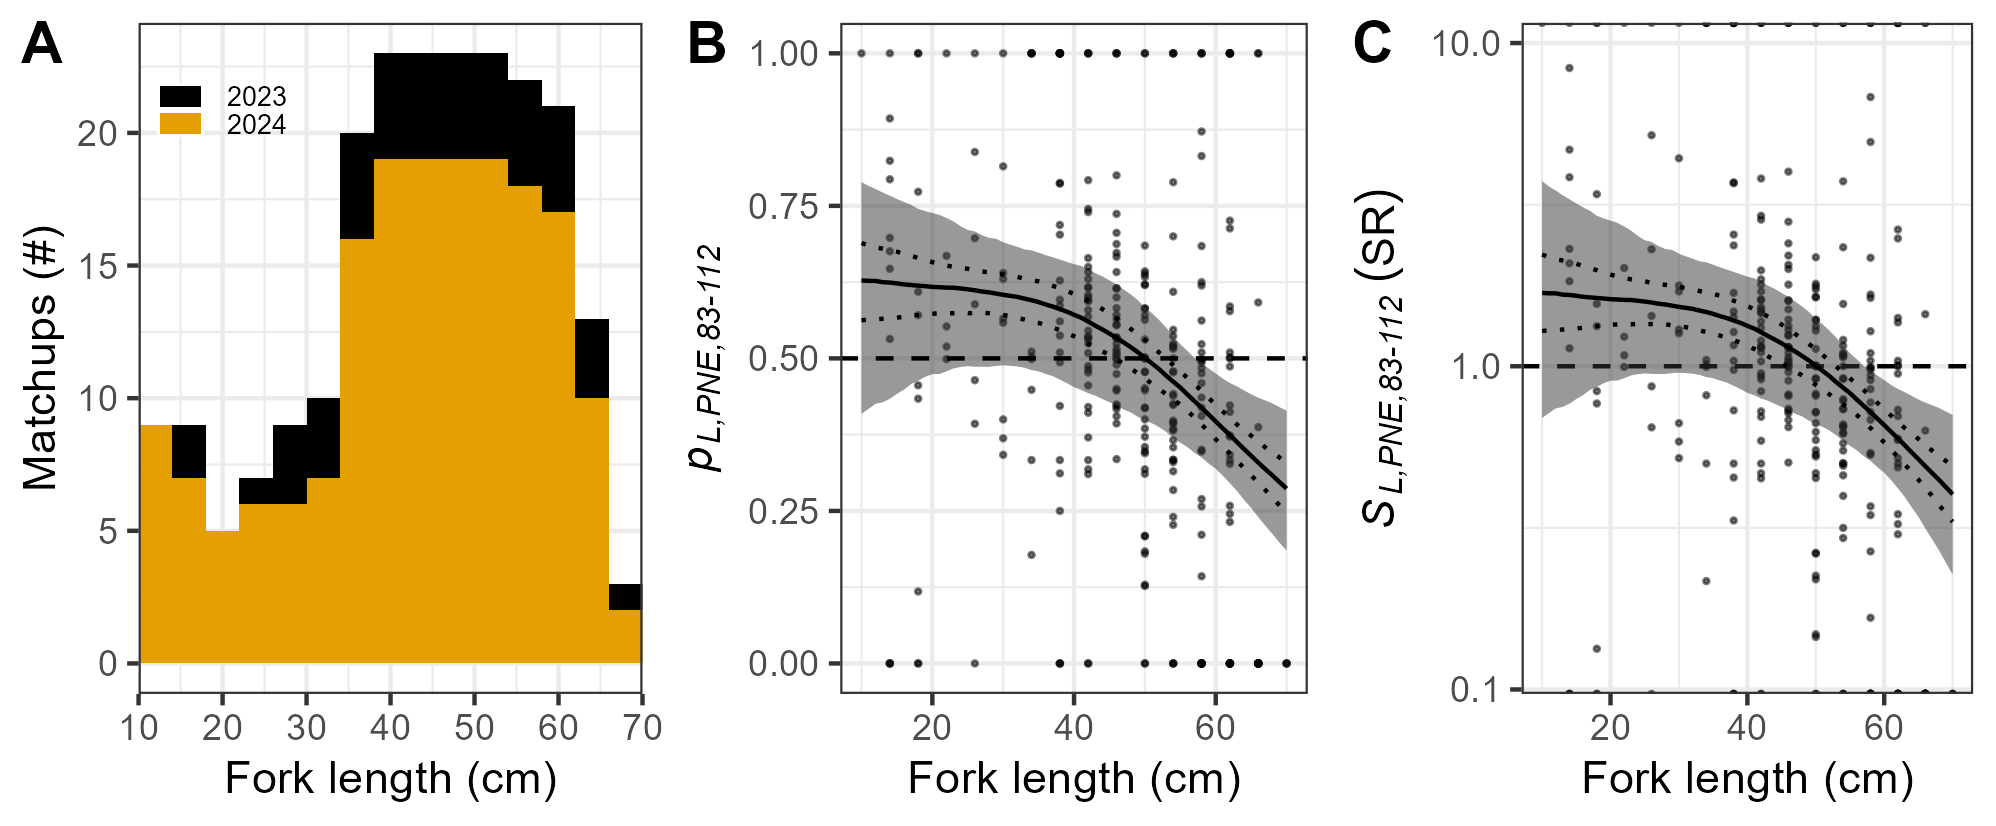 A
2023
2024
20
15
10
5
0
Matchups (#)
10 20 30 40 50 60 70
Fork length (cm)
B
1.00
0.75
0.50
0.25
0.00
p L,PNE,83-112
20 40 60
Fork length (cm)
C
10.0
1.0
0.1
S L,PNE,83-112 (SR)
20 40 60
Fork length (cm)